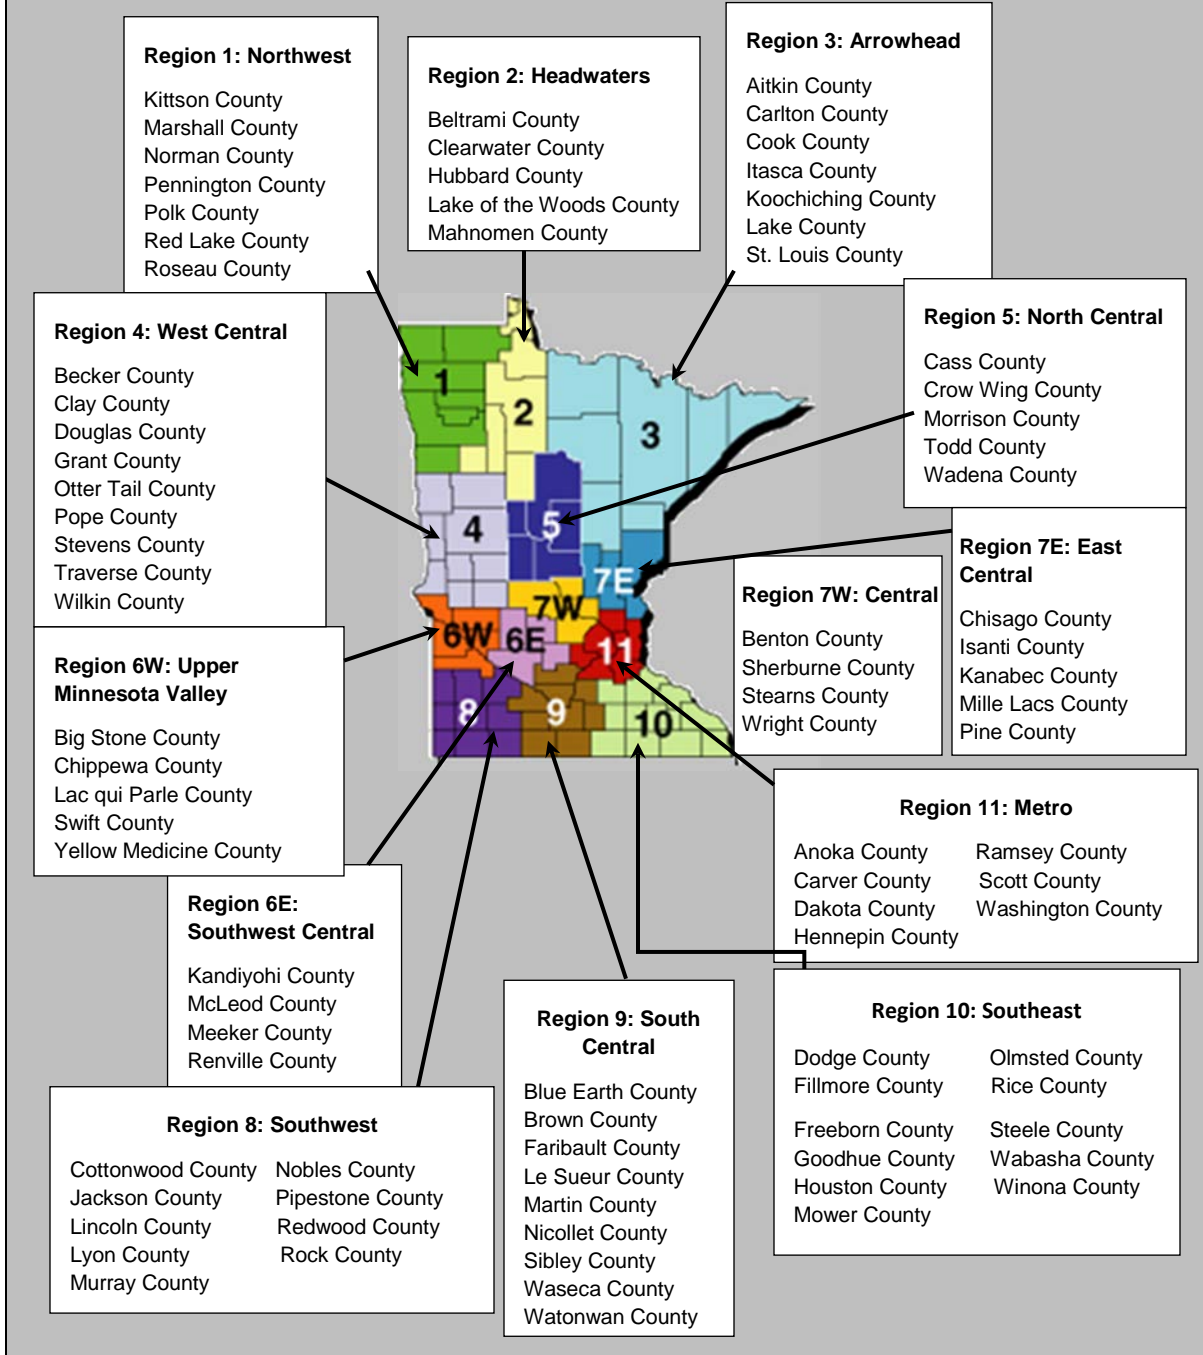 Region 1: Northwest
Kittson County
Marshall County
Norman County
Pennington County
Polk County
Red Lake County
Roseau County
Region 2: Headwaters
Beltrami County
Clearwater County
Hubbard County
Lake of the Woods County
Mahnomen County
Region 3: Arrowhead
Aitkin County
Carlton County
Cook County
Itasca County
Koochiching County
Lake County
St. Louis County
Region 4: West Central
Becker County
Clay County
Douglas County
Grant County
Otter Tail County
Pope County
Stevens County
Traverse County
Wilkin County
Region 5: North Central
Cass County
Crow Wing County
Morrison County
Todd County
Wadena County
1
2
3
4
5
7E
7W
6W
6E
11
8
9
10
Region 7E: East
Central
Chisago County
Isanti County
Kanabec County
Mille Lacs County
Pine County
Region 7W: Central
Benton County
Sherburne County
Stearns County
Wright County
Region 6W: Upper
Minnesota Valley
Big Stone County
Chippewa County
Lac qui Parle County
Swift County
Yellow Medicine County
Region 11: Metro
Anoka County Ramsey County
Carver County Scott County
Dakota County Washington County
Hennepin County
Region 6E:
Southwest Central
Kandiyohi County
McLeod County
Meeker County
Renville County
Region 10: Southeast
Dodge County Olmsted County
Fillmore County Rice County
Freeborn County Steele County
Goodhue County Wabasha County
Houston County Winona County
Mower County
Region 9: South
Central
Blue Earth County
Brown County
Faribault County
Le Sueur County
Martin County
Nicollet County
Sibley County
Waseca County
Watonwan County
Region 8: Southwest
Cottonwood County Nobles County
Jackson County Pipestone County
Lincoln County Redwood County
Lyon County Rock County
Murray County